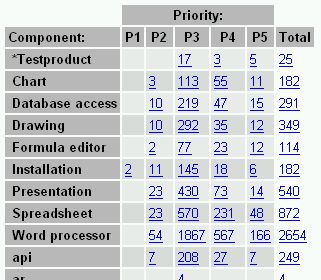 Priority:
Component: P1 P2 P3 P4 P5 Total
*Testproduct 17 3 5 25
Chart 3 113 55 11 182
Database access 10 219 47 15 291
Drawing 10 292 35 12 349
Formula editor 2 77 23 12 114
Installation 2 11 145 18 6 182
Presentation 23 430 73 14 540
Spreadsheet 23 570 231 48 872
Word processor 54 1867 567 166 2654
api 7 208 27 7 249